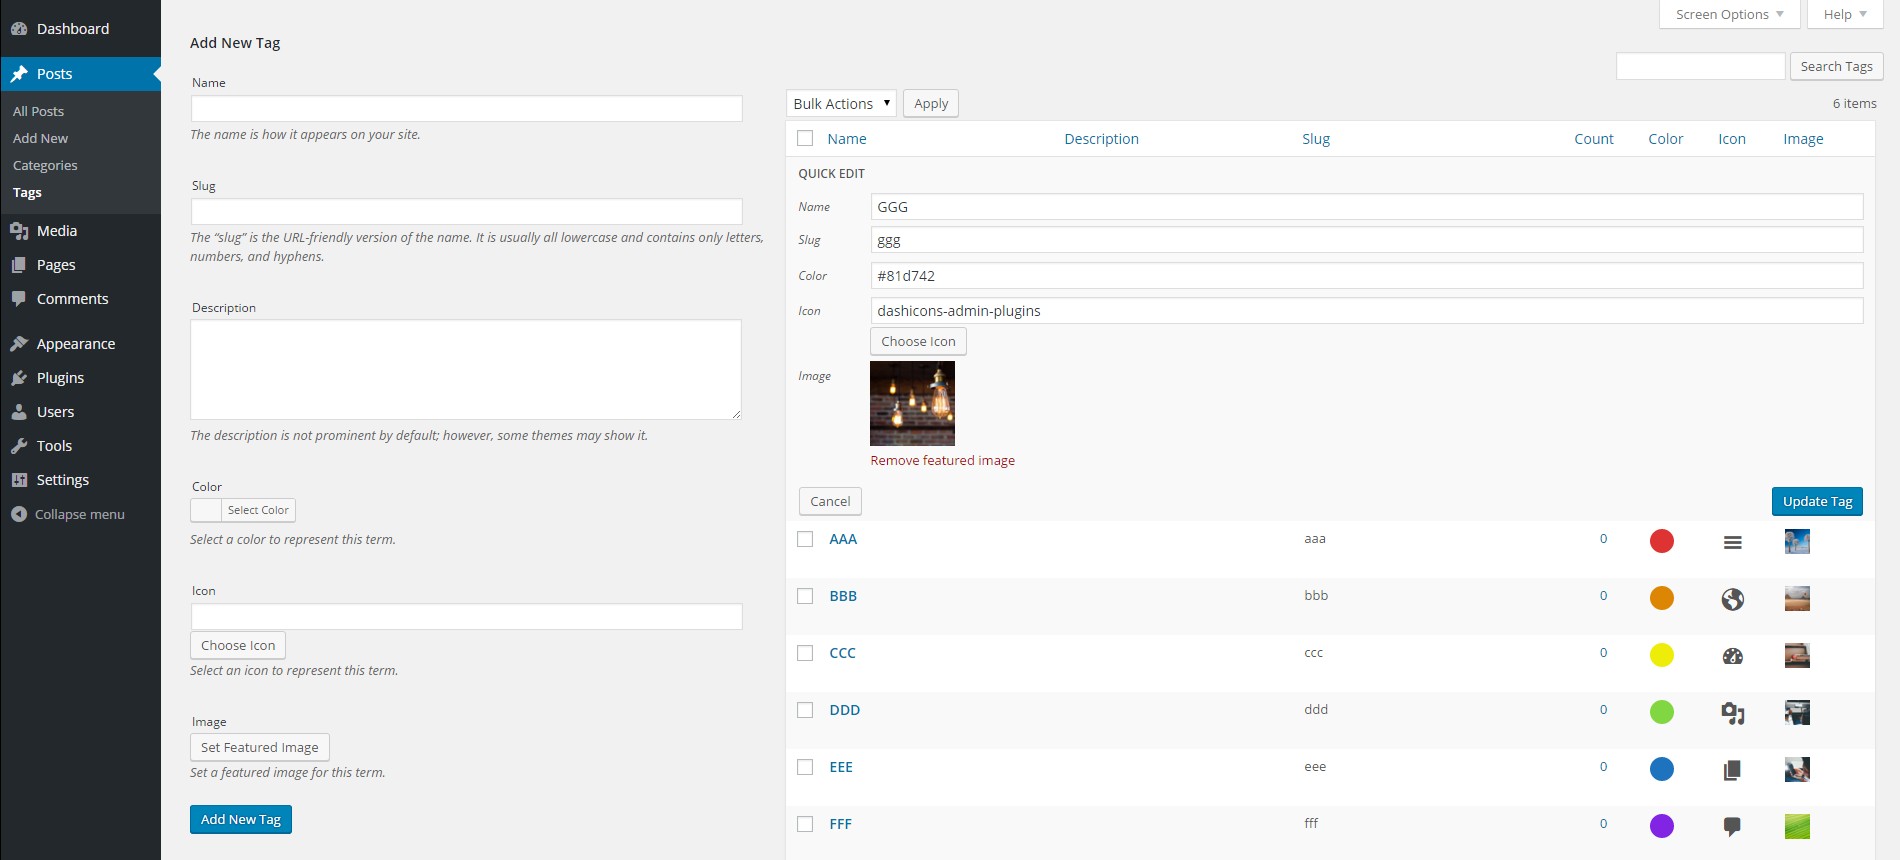 Dashboard
Posts
All Posts
Add New
Categories
Tags
Media
Pages
Comments
Appearance
Plugins
Users
Tools
Settings
Collapse menu
Screen Options
Help
Add New Tag
Name
The name is how it appears on your site.
Slug
The “slug” is the URL-friendly version of the name. It is usually all lowercase and contains only letters,
numbers, and hyphens.
Description
The description is not prominent by default; however, some themes may show it.
Color
Select Color
Select a color to represent this term.
Icon
Choose Icon
Select an icon to represent this term.
Image
Set Featured Image
Set a featured image for this term.
Add New Tag
Search Tags
Bulk Actions Apply 6 items
Name Description Slug Count Color Icon Image
QUICK EDIT
Name GGG
Slug ggg
Color #81d742
Icon dashicons-admin-plugins
Choose Icon
Image
Remove featured image
Cancel Update Tag
AAA aaa 0
BBB bbb 0
CCC ccc 0
DDD ddd 0
EEE eee 0
FFF fff 0